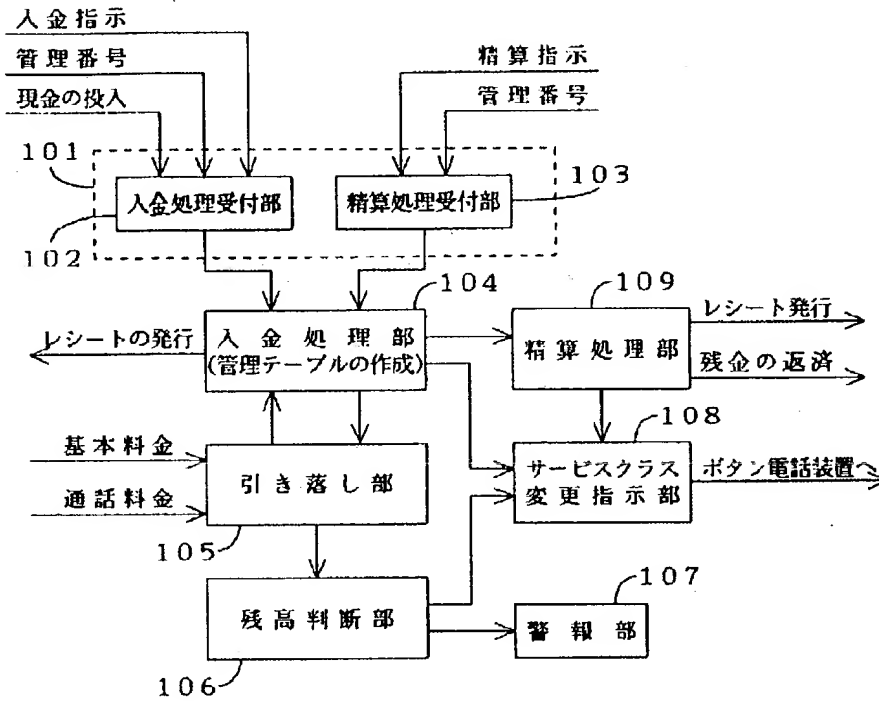 入金指示
管理番号
現金の投入
精算指示
管理番号
101
入金処理受付部
精算処理受付部
103
102
104
109
レシートの発行
入金処理部
(管理テーブルの作成)
精算処理部
レシート発行
残金の返済
108
基本料金
通話料金
引き落し部
サービスクラス
変更指示部
ボタン電話装置へ
105
107
残高判断部
警報部
106